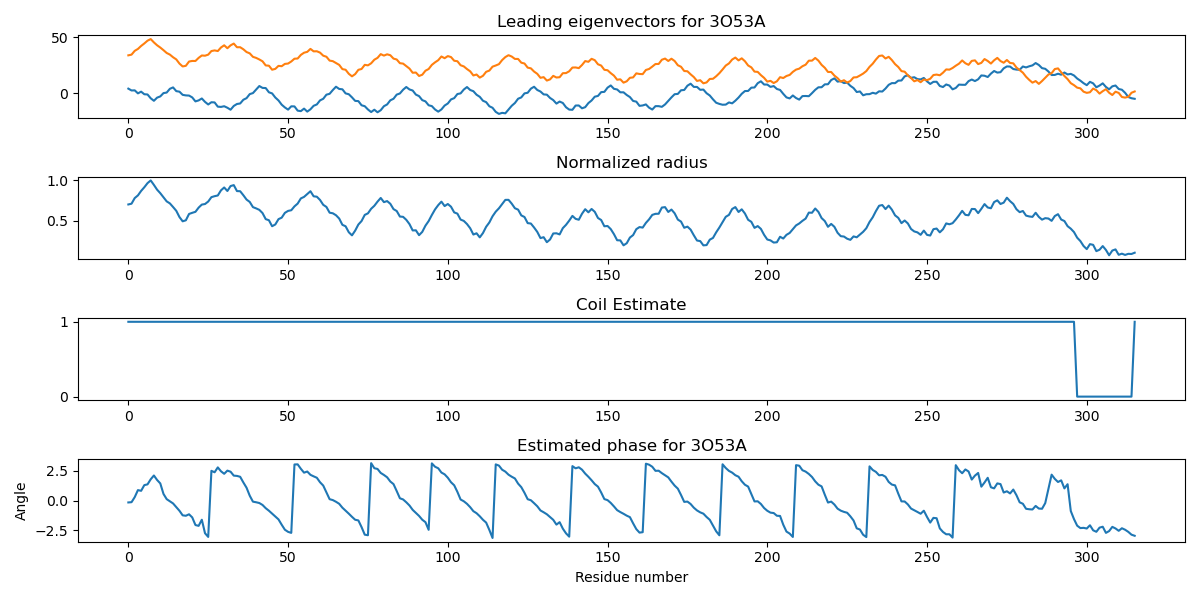 Leading eigenvectors for 3O53A
50
0
0 50 100 150 200 250 300
Normalized radius
1.0
0.5
0 50 100 150 200 250 300
Coil Estimate
1
0
0 50 100 150 200 250 300
Estimated phase for 3O53A
2.5
0.0
−2.5
Angle
0 50 100 150 200 250 300
Residue number